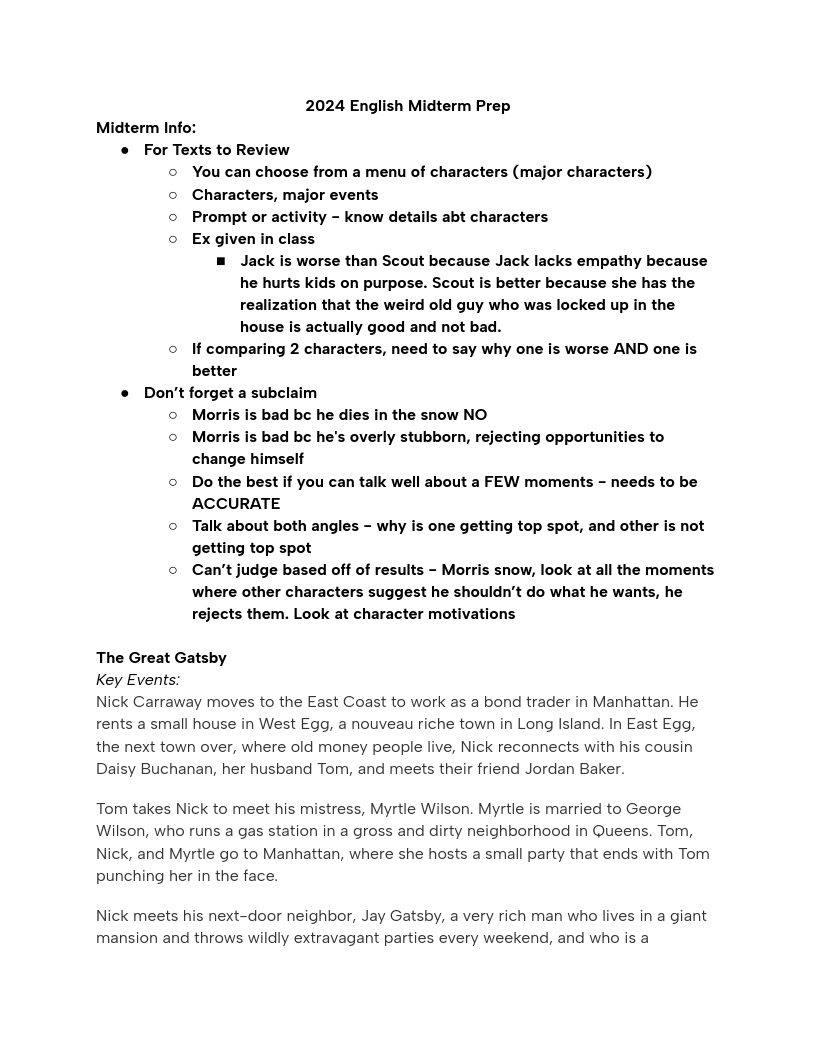 2024 English Midterm Prep
Midterm Info:
● For Texts to Review
○ You can choose from a menu of characters (major characters)
○ Characters, major events
○ Prompt or activity – know details abt characters
○ Ex given in class
■ Jack is worse than Scout because Jack lacks empathy because
he hurts kids on purpose. Scout is better because she has the
realization that the weird old guy who was locked up in the
house is actually good and not bad.
○ If comparing 2 characters, need to say why one is worse AND one is
better
● Don’t forget a subclaim
○ Morris is bad bc he dies in the snow NO
○ Morris is bad bc he's overly stubborn, rejecting opportunities to
change himself
○ Do the best if you can talk well about a FEW moments – needs to be
ACCURATE
○ Talk about both angles – why is one getting top spot, and other is not
getting top spot
○ Can’t judge based off of results – Morris snow, look at all the moments
where other characters suggest he shouldn’t do what he wants, he
rejects them. Look at character motivations
The Great Gatsby
Key Events:
Nick Carraway moves to the East Coast to work as a bond trader in Manhattan. He
rents a small house in West Egg, a nouveau riche town in Long Island. In East Egg,
the next town over, where old money people live, Nick reconnects with his cousin
Daisy Buchanan, her husband Tom, and meets their friend Jordan Baker.
Tom takes Nick to meet his mistress, Myrtle Wilson. Myrtle is married to George
Wilson, who runs a gas station in a gross and dirty neighborhood in Queens. Tom,
Nick, and Myrtle go to Manhattan, where she hosts a small party that ends with Tom
punching her in the face.
Nick meets his next-door neighbor, Jay Gatsby, a very rich man who lives in a giant
mansion and throws wildly extravagant parties every weekend, and who is a